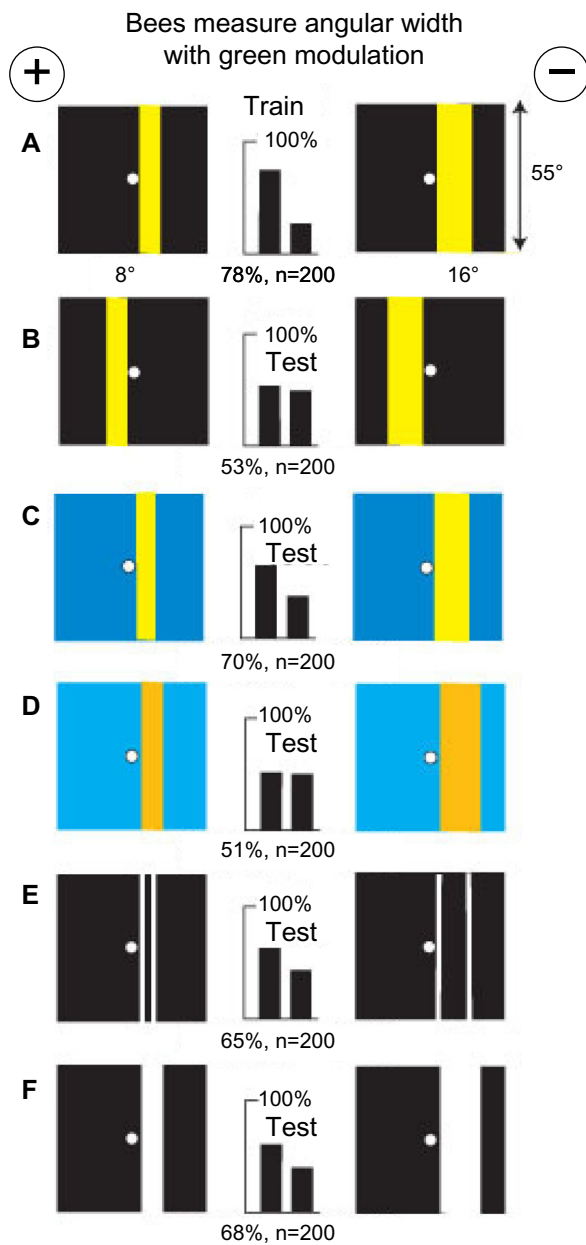 Bees measure angular width
with green modulation
+
−
Train
A
100%
55°
8°
78%, n=200
16°
B
100%
Test
53%, n=200
C
100%
Test
70%, n=200
D
100%
Test
51%, n=200
E
100%
Test
65%, n=200
F
100%
Test
68%, n=200